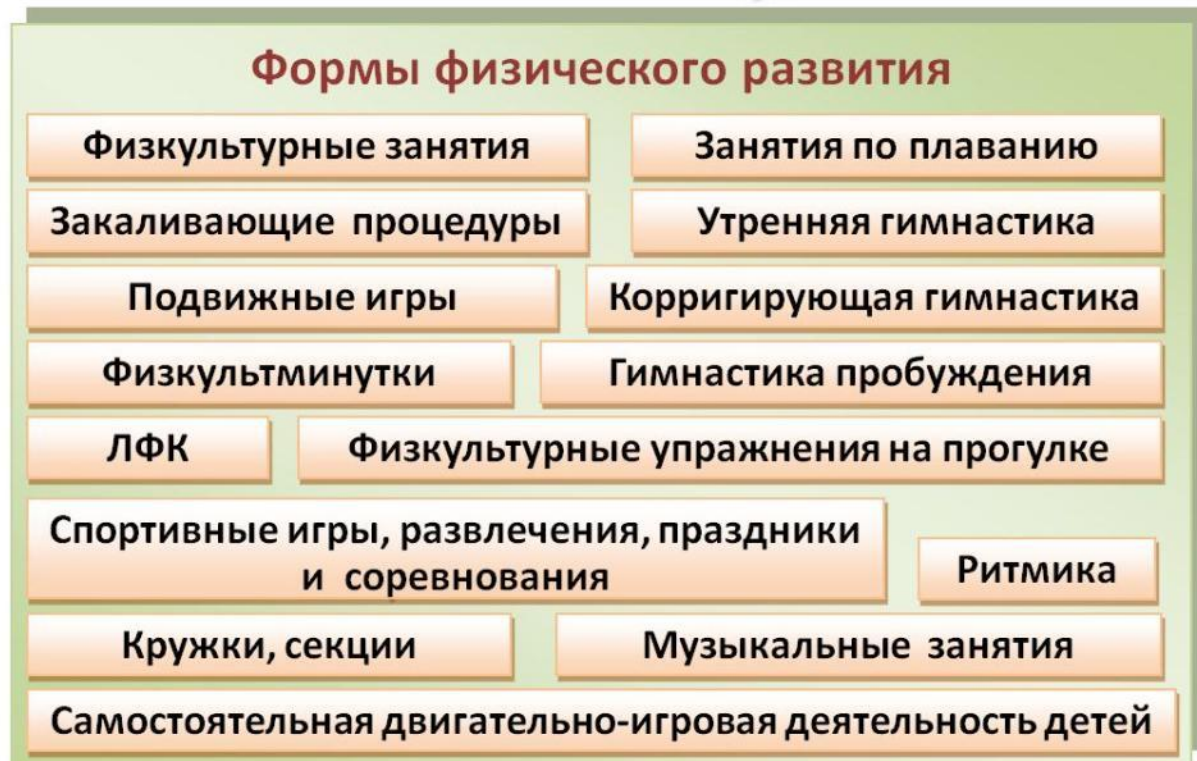 Формы физического развития
Физкультурные занятия
Занятия по плаванию
Закаливающие процедуры
Утренняя гимнастика
Подвижные игры
Корригирующая гимнастика
Физкультминутки
Гимнастика пробуждения
ЛФК
Физкультурные упражнения на прогулке
Спортивные игры, развлечения, праздники
и соревнования
Ритмика
Кружки, секции
Музыкальные занятия
Самостоятельная двигательно-игровая деятельность детей